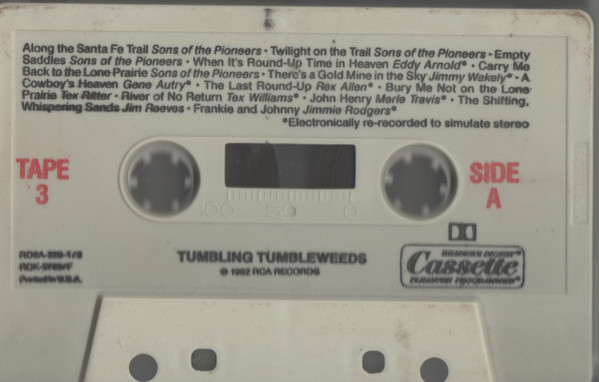 Along the Santa Fe Trail Sons of the Pioneers • Twilight on the Trail Sons of the Pioneers • Empty
Saddles Sons of the Pioneers • When It's Round-Up Time in Heaven Eddy Arnold* • Carry Me
Back to the Lone Prairie Sons of the Pioneers • There's a Gold Mine in the Sky Jimmy Wakely* • A
Cowboy's Heaven Gene Autry* • The Last Round-Up Rex Allen* • Bury Me Not on the Lone
Prairie Tex Ritter • River of No Return Tex Williams* • John Henry Merle Travis* • The Shifting,
Whispering Sands Jim Reeves • Frankie and Johnny Jimmie Rodgers*
*Electronically re-recorded to simulate stereo
TAPE
3
SIDE
A
100 50 0
TUMBLING TUMBLEWEEDS
℗ 1982 RCA RECORDS
Printed in U.S.A.
READER'S DIGEST
Cassette
PLEASURE PROGRAMMED